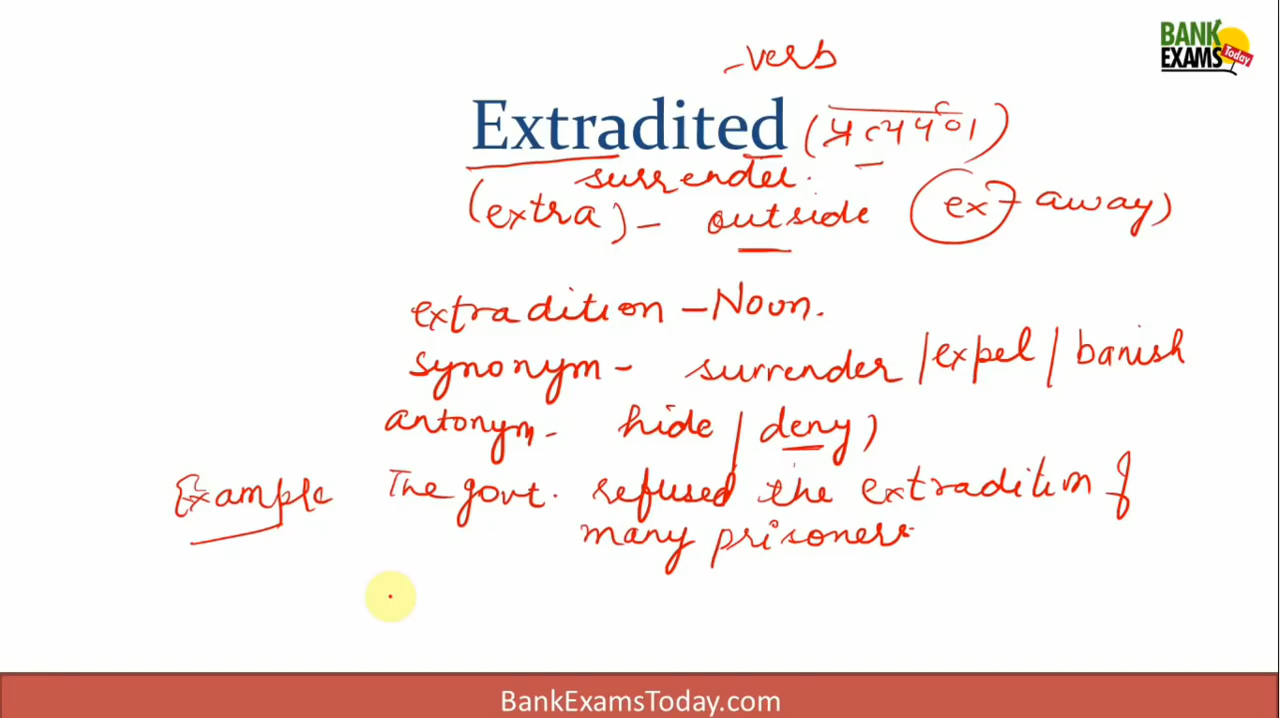 BANK
EXAMS Today
- verb
Extradited (प्रत्यर्पण)
surrender.
(extra) - outside (ex - away)
extradition - Noun.
synonym - surrender / expel / banish
antonym - hide / deny)
Example The govt. refused the extradition of
many prisoners
BankExamsToday.com